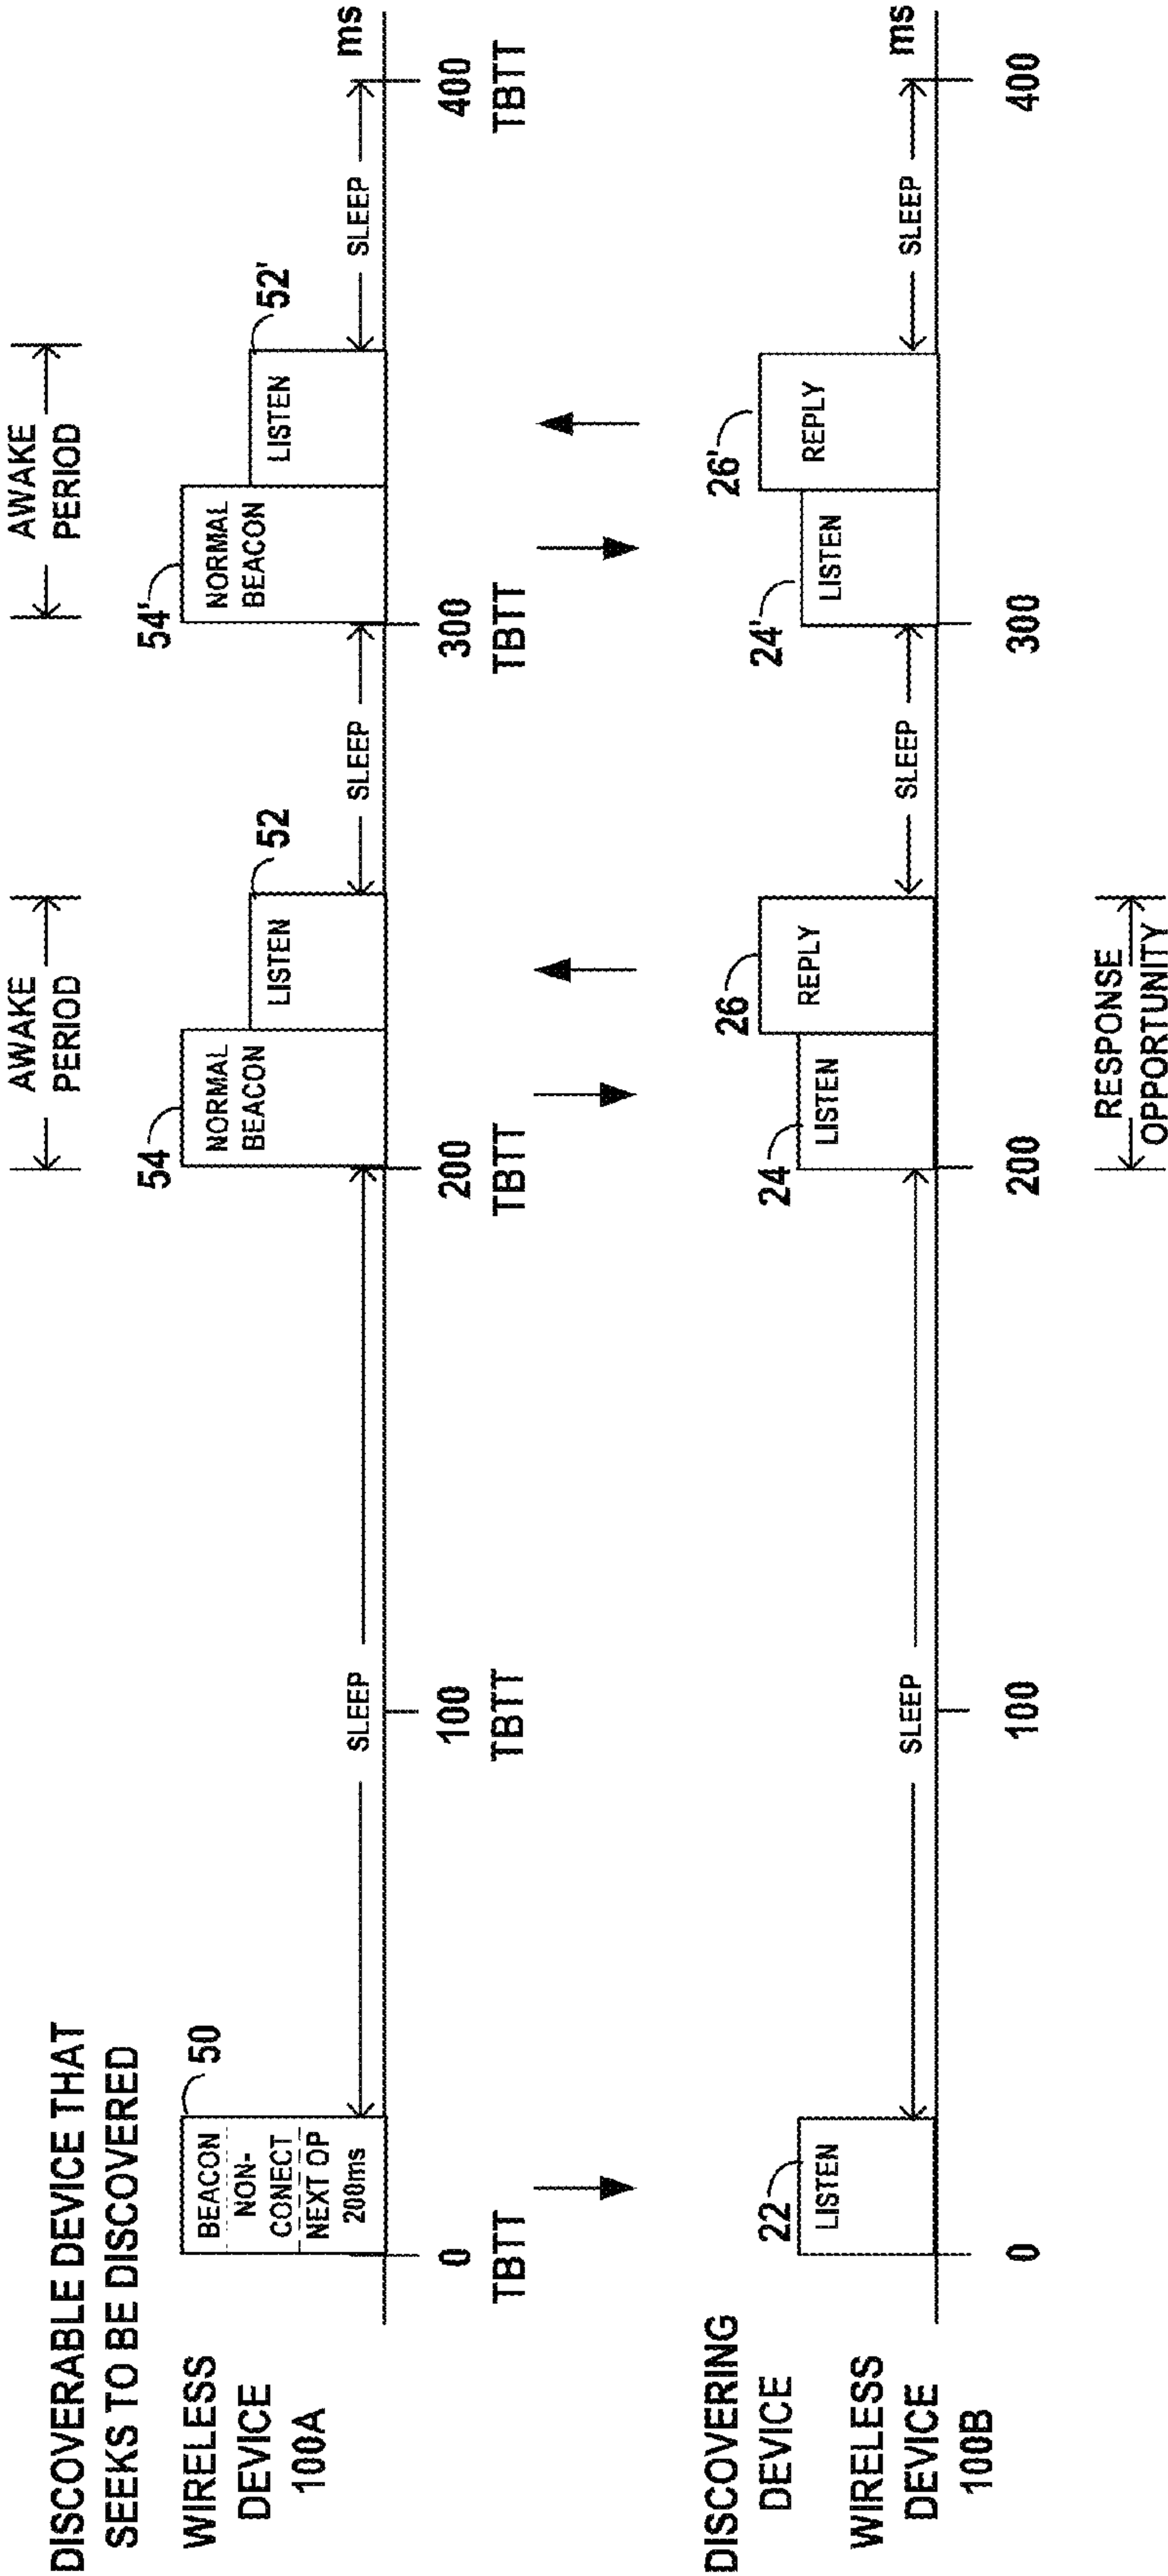 DISCOVERABLE DEVICE THAT
SEEKS TO BE DISCOVERED
WIRELESS
DEVICE
100A
BEACON
NON-
CONECT
NEXT OP
200ms
50
SLEEP
AWAKE
PERIOD
54
NORMAL
BEACON
LISTEN
52
SLEEP
AWAKE
PERIOD
54'
NORMAL
BEACON
LISTEN
52'
SLEEP
ms
0
TBTT
100
TBTT
200
TBTT
300
TBTT
400
TBTT
DISCOVERING
DEVICE
WIRELESS
DEVICE
100B
22
LISTEN
SLEEP
24
LISTEN
26
REPLY
SLEEP
24'
LISTEN
26'
REPLY
SLEEP
ms
0
100
200
300
400
RESPONSE
OPPORTUNITY